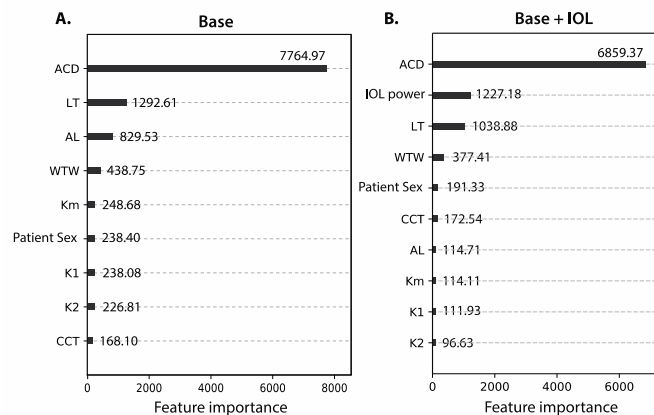 A.
Base
ACD 7764.97
LT 1292.61
AL 829.53
WTW 438.75
Km 248.68
Patient Sex 238.40
K1 238.08
K2 226.81
CCT 168.10
0 2000 4000 6000 8000
Feature importance
B.
Base + IOL
ACD 6859.37
IOL power 1227.18
LT 1038.88
WTW 377.41
Patient Sex 191.33
CCT 172.54
AL 114.71
Km 114.11
K1 111.93
K2 96.63
0 2000 4000 6000
Feature importance